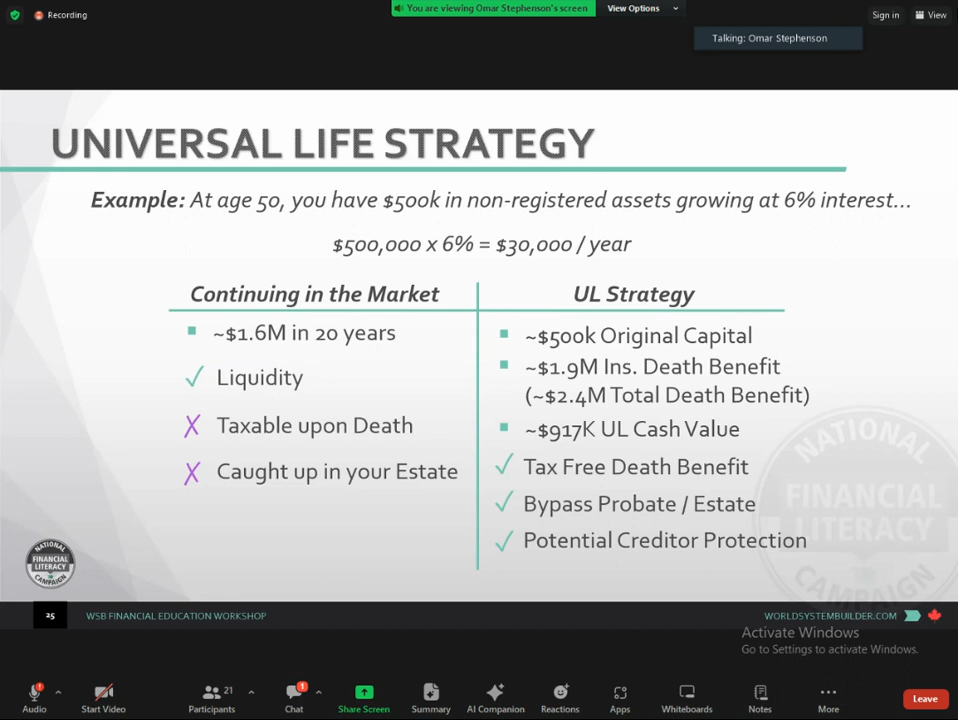 Recording
You are viewing Omar Stephenson's screen
View Options
Sign in
View
Talking: Omar Stephenson
UNIVERSAL LIFE STRATEGY
Example: At age 50, you have $500k in non-registered assets growing at 6% interest...
$500,000 x 6% = $30,000 / year
Continuing in the Market
~$1.6M in 20 years
Liquidity
Taxable upon Death
Caught up in your Estate
UL Strategy
~$500k Original Capital
~$1.9M Ins. Death Benefit
(~$2.4M Total Death Benefit)
~$917K UL Cash Value
Tax Free Death Benefit
Bypass Probate / Estate
Potential Creditor Protection
NATIONAL
FINANCIAL
LITERACY
CAMPAIGN
NATIONAL
FINANCIAL
LITERACY
CAMPAIGN
25
WSB FINANCIAL EDUCATION WORKSHOP
WORLDSYSTEMBUILDER.COM
Activate Windows
Go to Settings to activate Windows.
Audio
Start Video
21
Participants
1
Chat
Share Screen
Summary
AI Companion
Reactions
Apps
Whiteboards
Notes
More
Leave